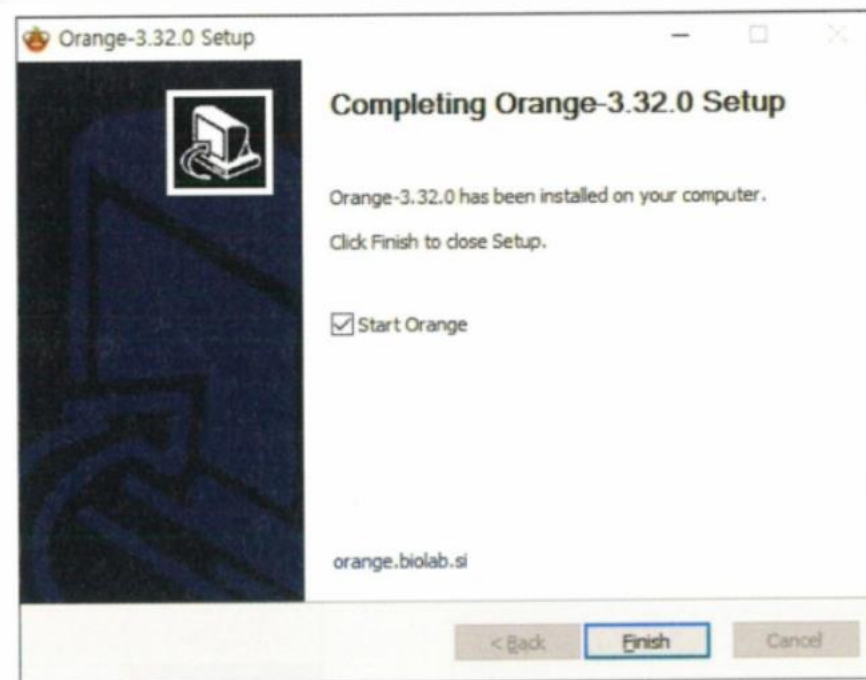 Orange-3.32.0 Setup
Completing Orange-3.32.0 Setup
Orange-3.32.0 has been installed on your computer.
Click Finish to close Setup.
Start Orange
orange.biolab.si
< Back
Finish
Cancel